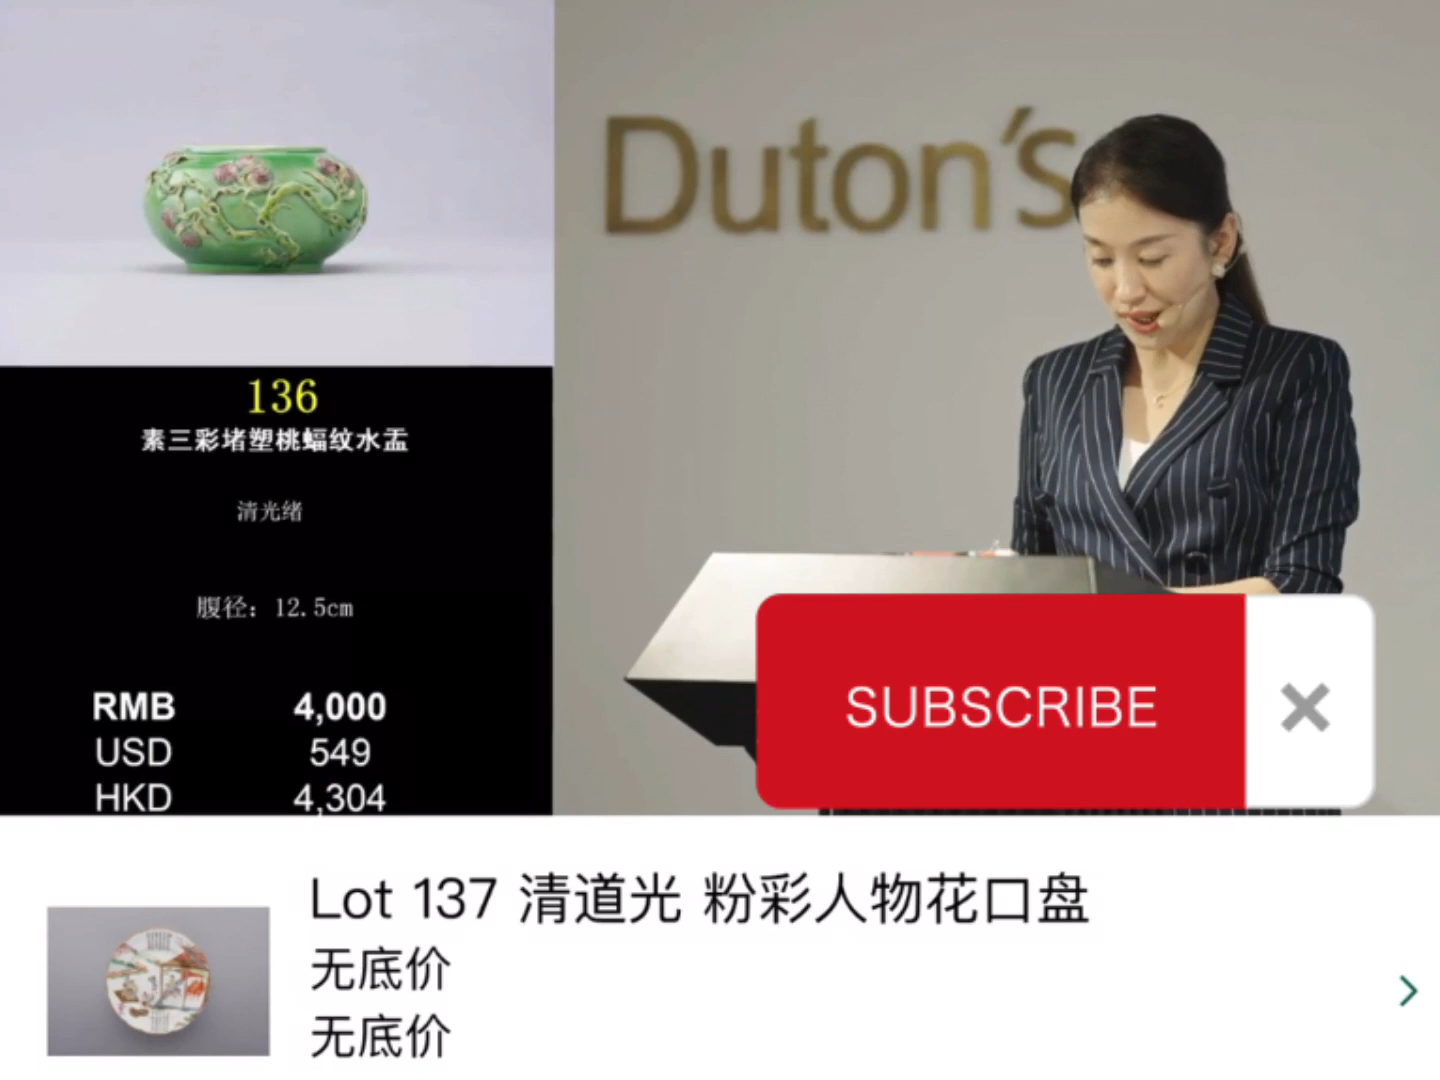 Duton's
136
素三彩堵塑桃蝠纹水盂
清光绪
腹径：12.5cm
RMB 4,000
USD 549
HKD 4,304
SUBSCRIBE
Lot 137 清道光 粉彩人物花口盘
无底价
无底价